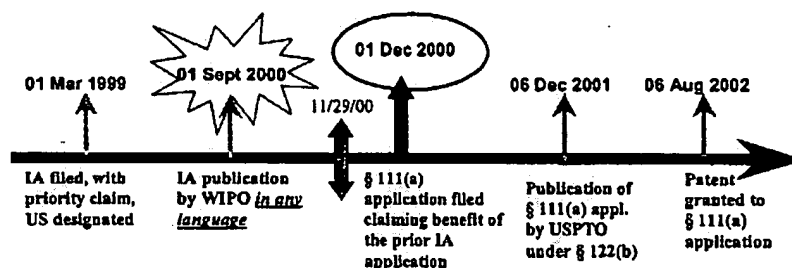 01 Mar 1999
01 Sept 2000
01 Dec 2000
11/29/00
06 Dec 2001
06 Aug 2002
IA filed, with
priority claim,
US designated
IA publication
by WIPO in any
language
§ 111(a)
application filed
claiming benefit of
the prior IA
application
Publication of
§ 111(a) appl.
by USPTO
under § 122(b)
Patent
granted to
§ 111(a)
application